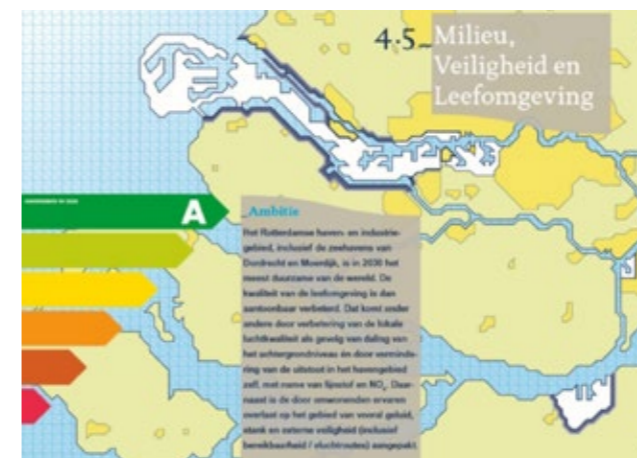 4.5_
Milieu,
Veiligheid en
Leefomgeving
A
_Ambitie
Het Rotterdamse haven- en industrie-
gebied, inclusief de zeehavens van
Dordrecht en Moerdijk, is in 2030 het
meest duurzame van de wereld. De
kwaliteit van de leefomgeving is dan
aantoonbaar verbeterd. Dat komt onder
andere door verbetering van de lokale
luchtkwaliteit als gevolg van daling van
het achtergrondniveau én door verminde-
ring van de uitstoot in het havengebied
zelf, met name van fijnstof en NOₓ. Daar-
naast is de door omwonenden ervaren
overlast op het gebied van vooral geluid,
stank en externe veiligheid (inclusief
bereikbaarheid / vluchtroutes) aangepakt.